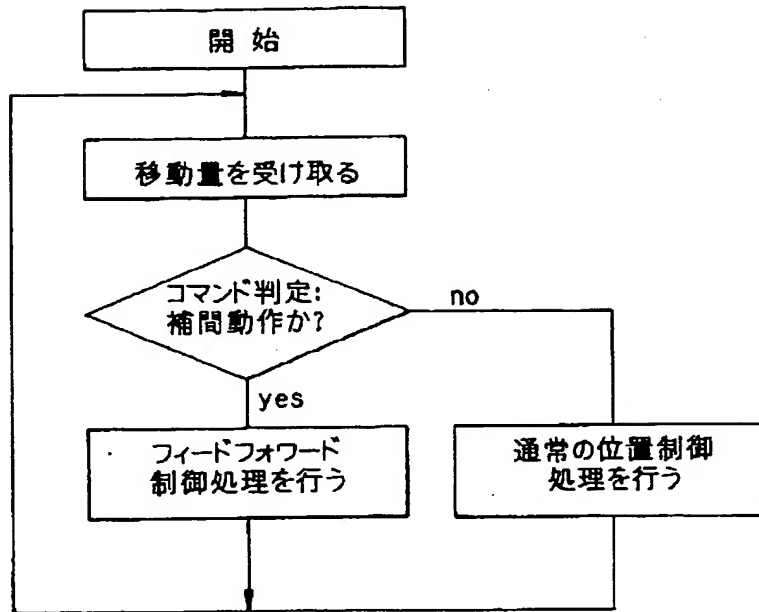 開始
移動量を受け取る
コマンド判定:
補間動作か?
no
yes
フィードフォワード
制御処理を行う
通常の位置制御
処理を行う